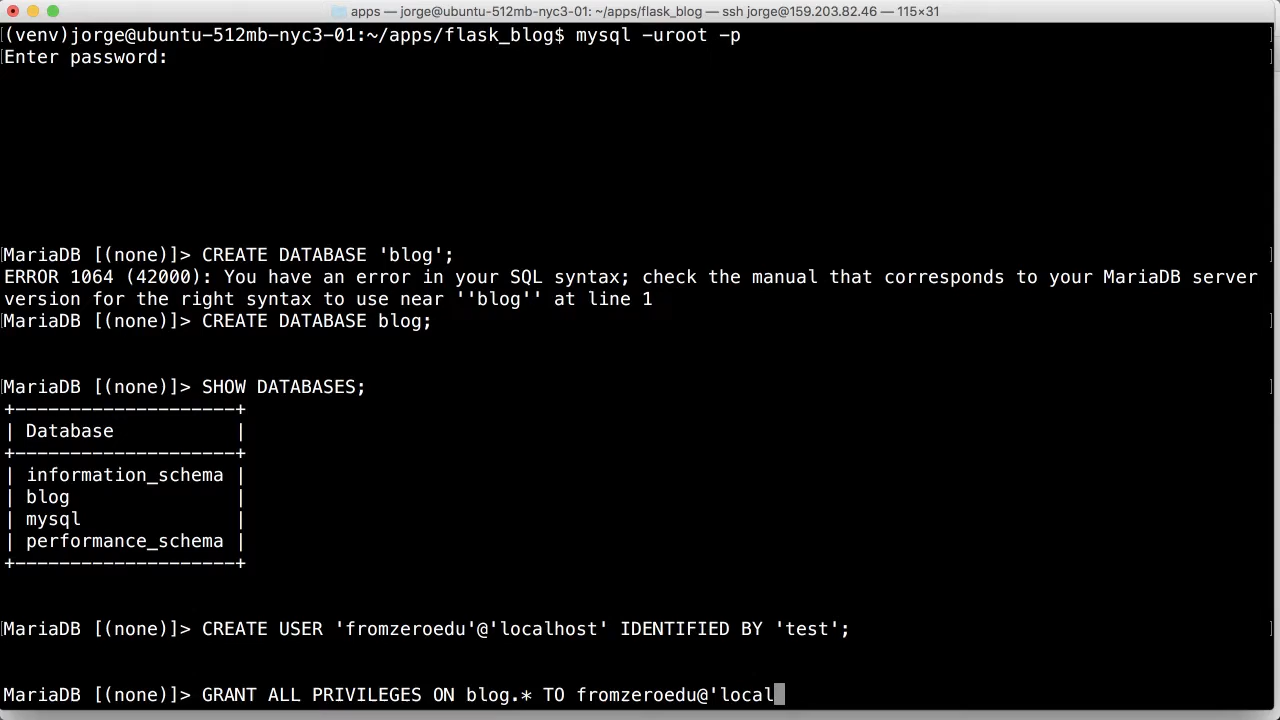 apps — jorge@ubuntu-512mb-nyc3-01: ~/apps/flask_blog — ssh jorge@159.203.82.46 — 115×31
(venv)jorge@ubuntu-512mb-nyc3-01:~/apps/flask_blog$ mysql -uroot -p
Enter password:
MariaDB [(none)]> CREATE DATABASE 'blog';
ERROR 1064 (42000): You have an error in your SQL syntax; check the manual that corresponds to your MariaDB server
version for the right syntax to use near ''blog'' at line 1
MariaDB [(none)]> CREATE DATABASE blog;
MariaDB [(none)]> SHOW DATABASES;
+--------------------+
| Database           |
+--------------------+
| information_schema |
| blog               |
| mysql              |
| performance_schema |
+--------------------+
MariaDB [(none)]> CREATE USER 'fromzeroedu'@'localhost' IDENTIFIED BY 'test';
MariaDB [(none)]> GRANT ALL PRIVILEGES ON blog.* TO fromzeroedu@'local